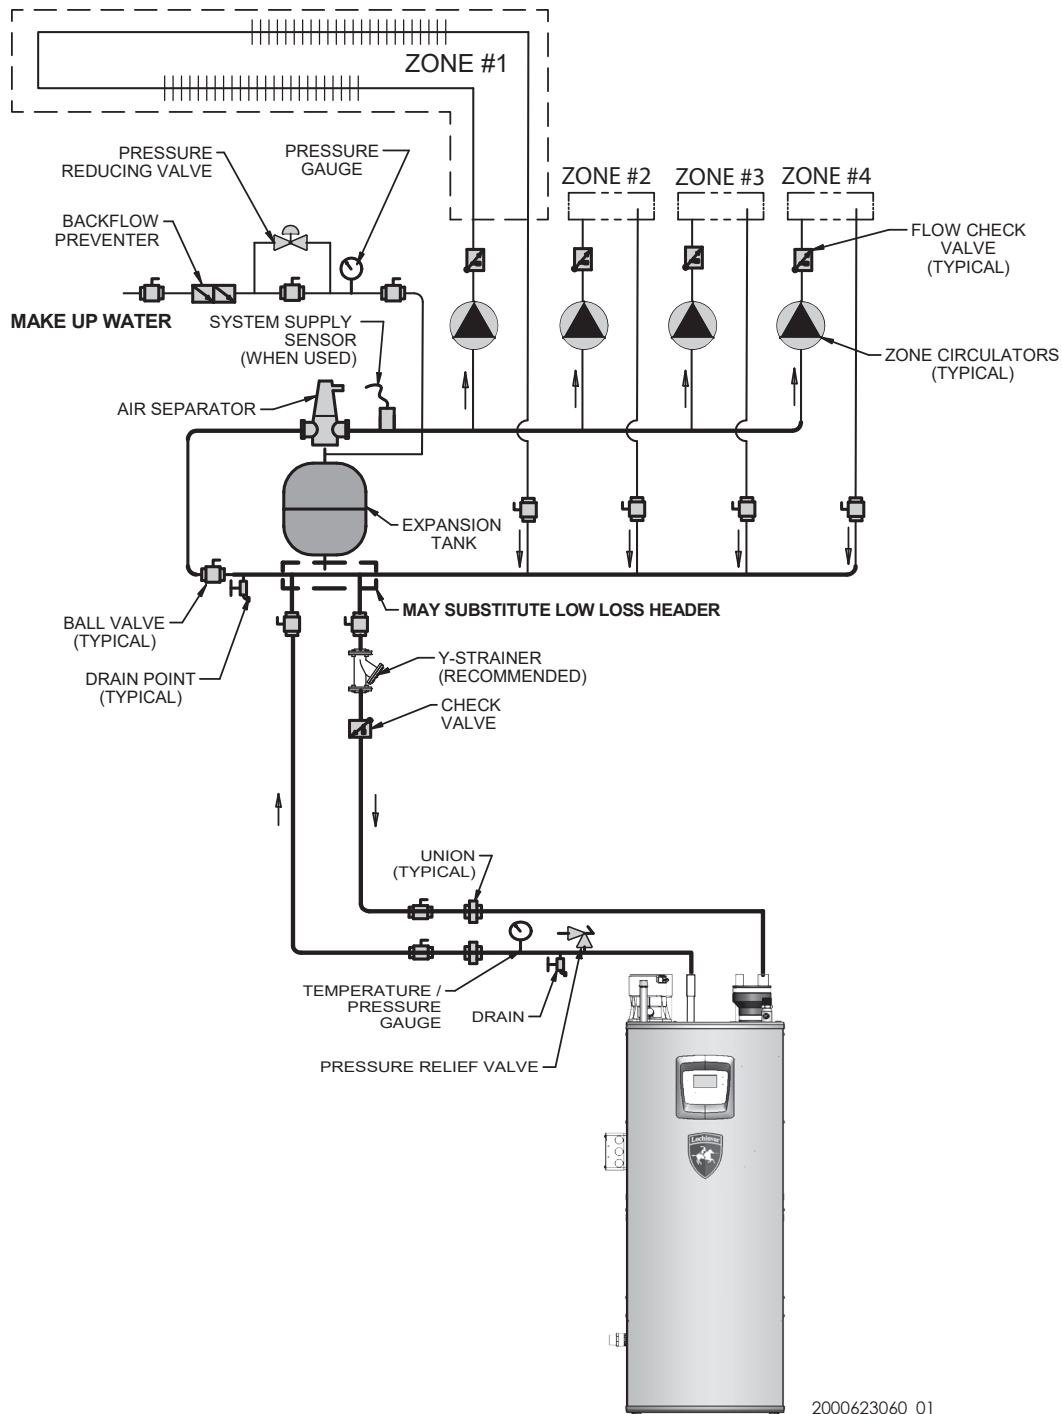 ZONE #1
PRESSURE
REDUCING VALVE
PRESSURE
GAUGE
ZONE #2
ZONE #3
ZONE #4
BACKFLOW
PREVENTER
FLOW CHECK
VALVE
(TYPICAL)
MAKE UP WATER
SYSTEM SUPPLY
SENSOR
(WHEN USED)
ZONE CIRCULATORS
(TYPICAL)
AIR SEPARATOR
EXPANSION
TANK
MAY SUBSTITUTE LOW LOSS HEADER
BALL VALVE
(TYPICAL)
DRAIN POINT
(TYPICAL)
Y-STRAINER
(RECOMMENDED)
CHECK
VALVE
UNION
(TYPICAL)
TEMPERATURE /
PRESSURE
GAUGE
DRAIN
PRESSURE RELIEF VALVE
Lochinvar
2000623060 01